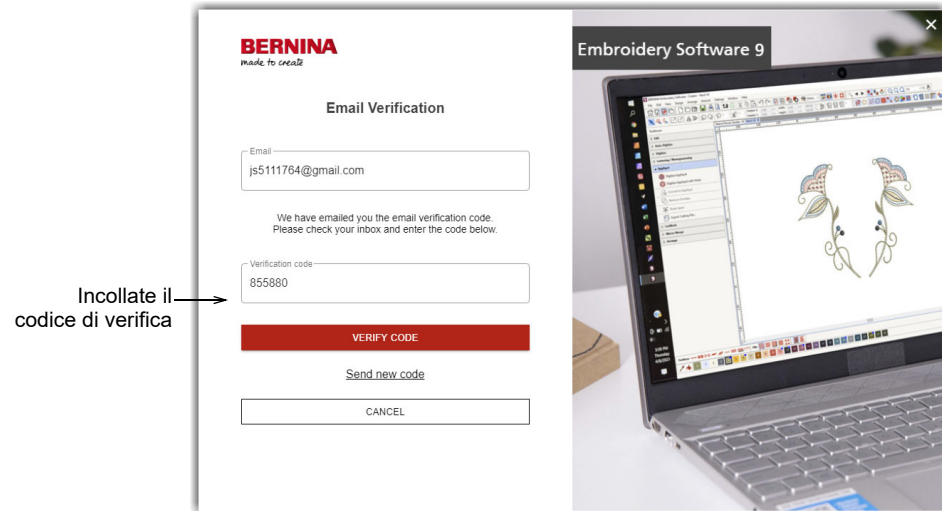 BERNINA
made to create
Embroidery Software 9
Email Verification
Email
js5111764@gmail.com
We have emailed you the email verification code.
Please check your inbox and enter the code below.
Verification code
855880
Incollate il
codice di verifica
VERIFY CODE
Send new code
CANCEL